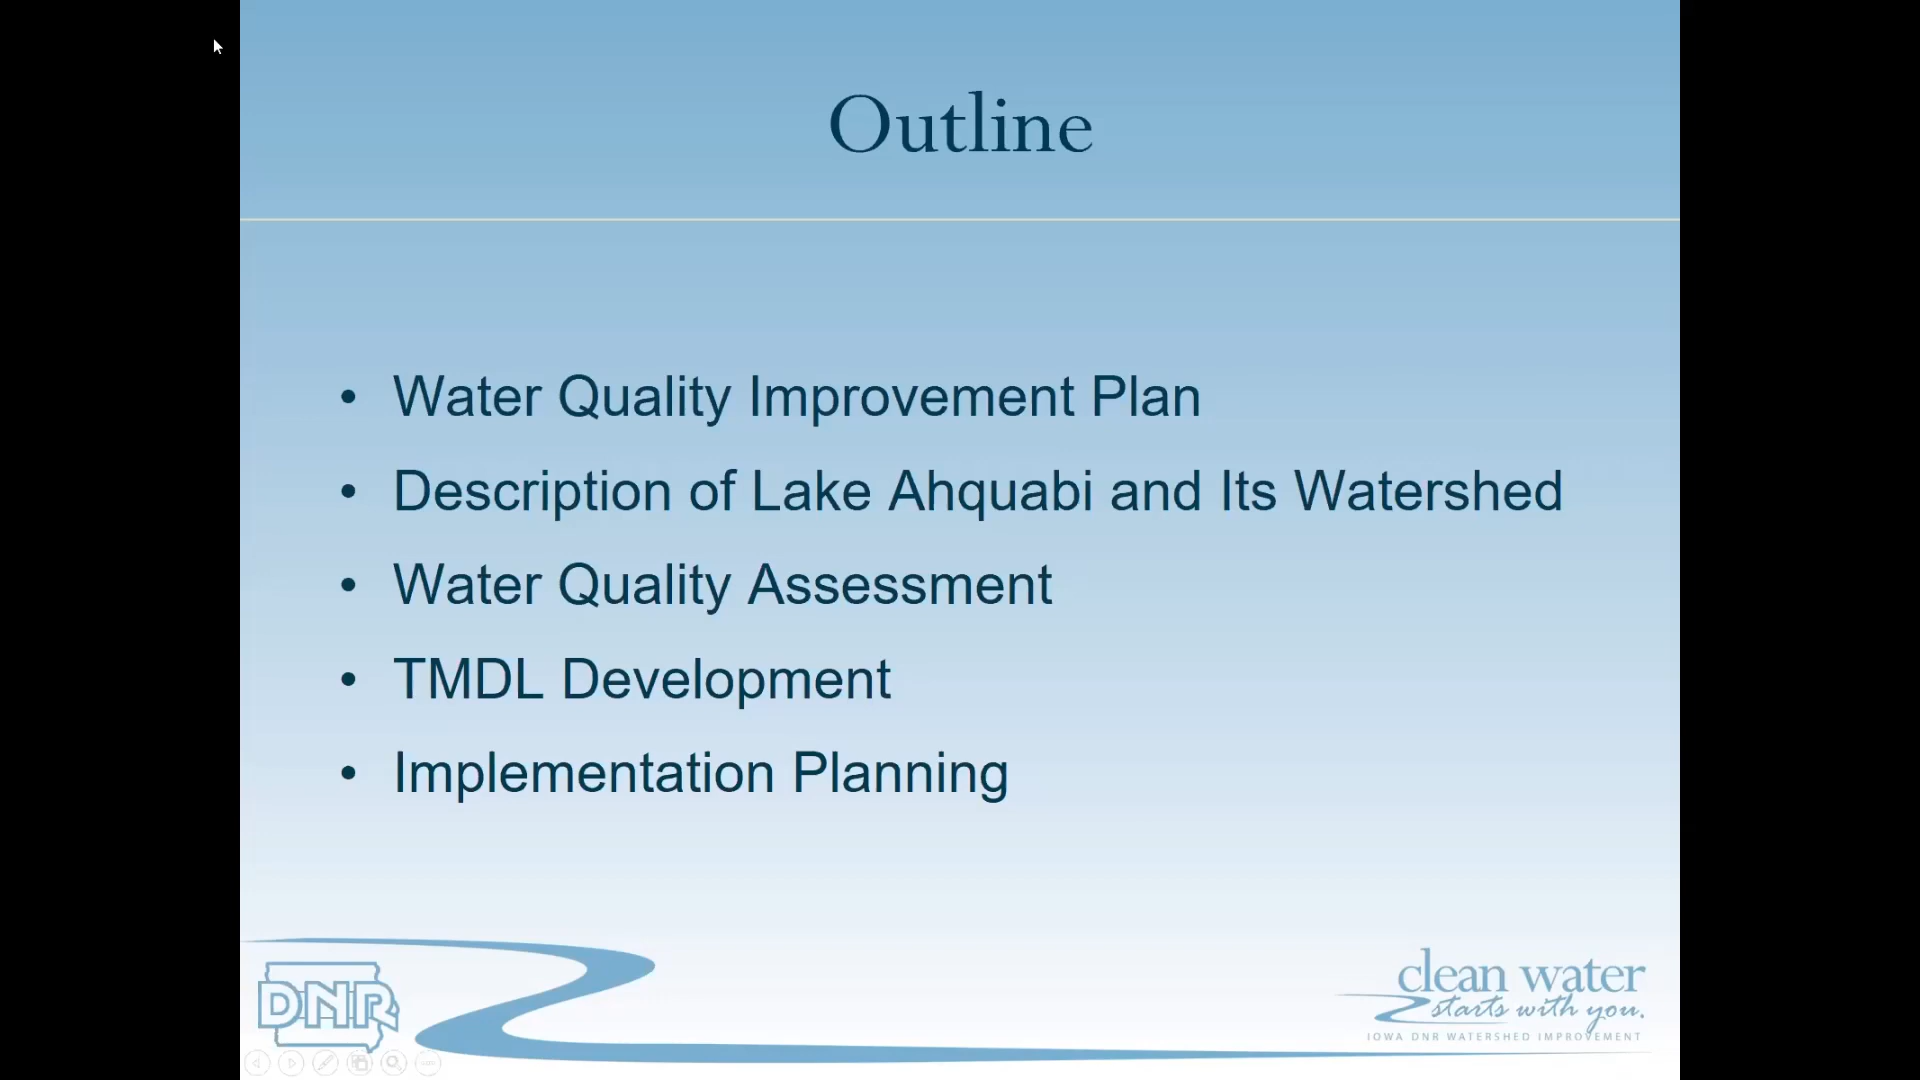 Outline
• Water Quality Improvement Plan
• Description of Lake Ahquabi and Its Watershed
• Water Quality Assessment
• TMDL Development
• Implementation Planning
DNR
clean water
starts with you.
IOWA DNR WATERSHED IMPROVEMENT